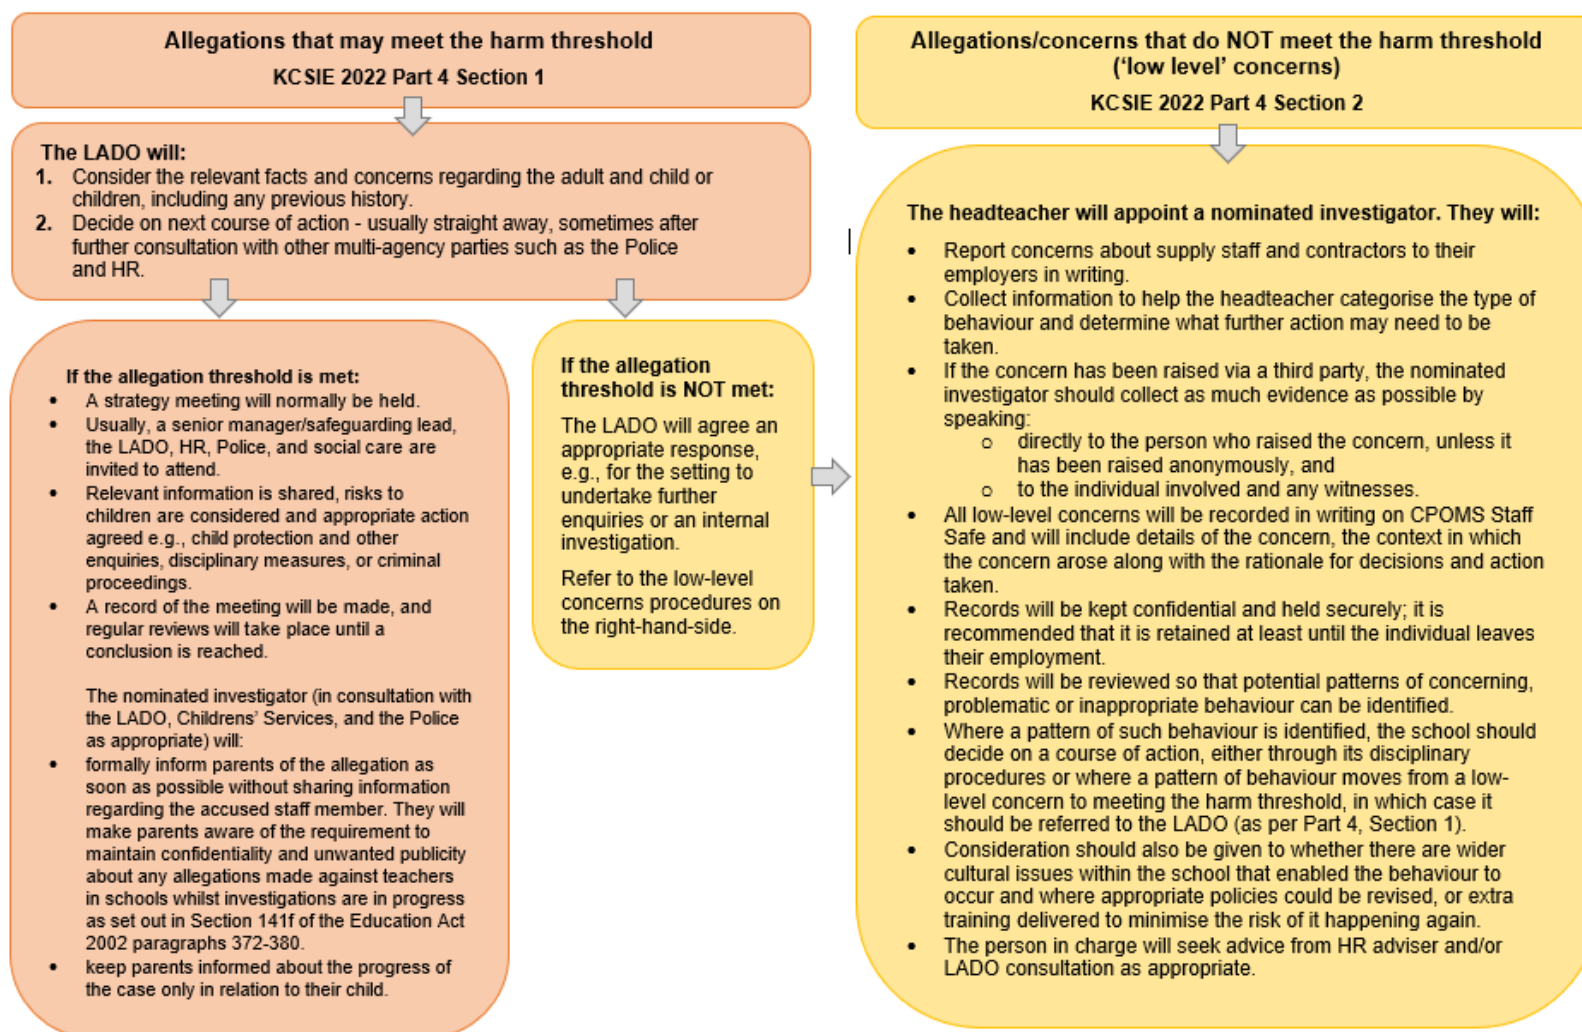 Allegations that may meet the harm threshold
KCSIE 2022 Part 4 Section 1
The LADO will:
1. Consider the relevant facts and concerns regarding the adult and child or
children, including any previous history.
2. Decide on next course of action - usually straight away, sometimes after
further consultation with other multi-agency parties such as the Police
and HR.
If the allegation threshold is met:
• A strategy meeting will normally be held.
• Usually, a senior manager/safeguarding lead,
the LADO, HR, Police, and social care are
invited to attend.
• Relevant information is shared, risks to
children are considered and appropriate action
agreed e.g., child protection and other
enquiries, disciplinary measures, or criminal
proceedings.
• A record of the meeting will be made, and
regular reviews will take place until a
conclusion is reached.
The nominated investigator (in consultation with
the LADO, Childrens' Services, and the Police
as appropriate) will:
• formally inform parents of the allegation as
soon as possible without sharing information
regarding the accused staff member. They will
make parents aware of the requirement to
maintain confidentiality and unwanted publicity
about any allegations made against teachers
in schools whilst investigations are in progress
as set out in Section 141f of the Education Act
2002 paragraphs 372-380.
• keep parents informed about the progress of
the case only in relation to their child.
If the allegation
threshold is NOT met:
The LADO will agree an
appropriate response,
e.g., for the setting to
undertake further
enquiries or an internal
investigation.
Refer to the low-level
concerns procedures on
the right-hand-side.
Allegations/concerns that do NOT meet the harm threshold
('low level' concerns)
KCSIE 2022 Part 4 Section 2
The headteacher will appoint a nominated investigator. They will:
• Report concerns about supply staff and contractors to their
employers in writing.
• Collect information to help the headteacher categorise the type of
behaviour and determine what further action may need to be
taken.
• If the concern has been raised via a third party, the nominated
investigator should collect as much evidence as possible by
speaking:
o directly to the person who raised the concern, unless it
has been raised anonymously, and
o to the individual involved and any witnesses.
• All low-level concerns will be recorded in writing on CPOMS Staff
Safe and will include details of the concern, the context in which
the concern arose along with the rationale for decisions and action
taken.
• Records will be kept confidential and held securely; it is
recommended that it is retained at least until the individual leaves
their employment.
• Records will be reviewed so that potential patterns of concerning,
problematic or inappropriate behaviour can be identified.
• Where a pattern of such behaviour is identified, the school should
decide on a course of action, either through its disciplinary
procedures or where a pattern of behaviour moves from a low-
level concern to meeting the harm threshold, in which case it
should be referred to the LADO (as per Part 4, Section 1).
• Consideration should also be given to whether there are wider
cultural issues within the school that enabled the behaviour to
occur and where appropriate policies could be revised, or extra
training delivered to minimise the risk of it happening again.
• The person in charge will seek advice from HR adviser and/or
LADO consultation as appropriate.